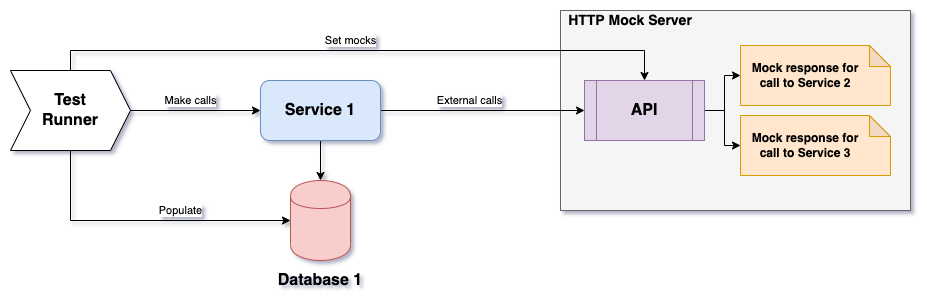 HTTP Mock Server
Set mocks
Mock response for
call to Service 2
Test
Runner
Make calls
Service 1
External calls
API
Mock response for
call to Service 3
Populate
Database 1